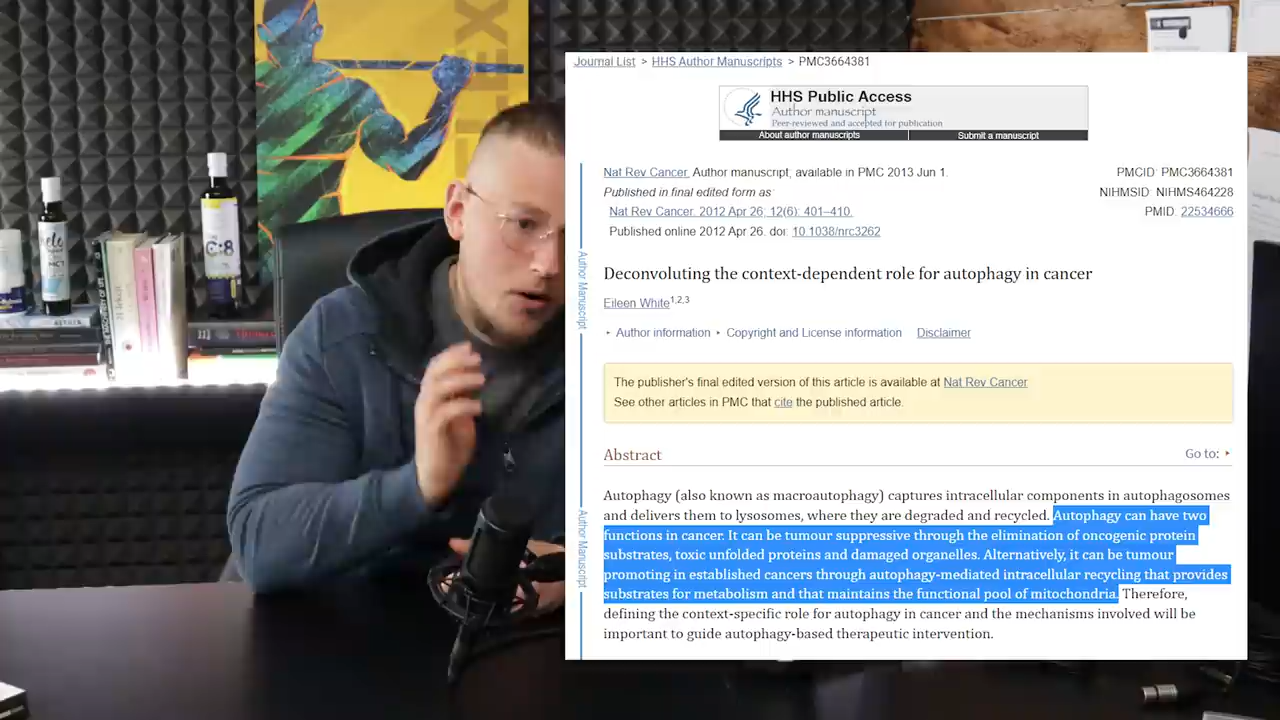 Journal List > HHS Author Manuscripts > PMC3664381
HHS Public Access
Author manuscript
Peer-reviewed and accepted for publication
About author manuscripts
Submit a manuscript
Nat Rev Cancer. Author manuscript; available in PMC 2013 Jun 1.
Published in final edited form as:
Nat Rev Cancer. 2012 Apr 26; 12(6): 401–410.
Published online 2012 Apr 26. doi: 10.1038/nrc3262
PMCID: PMC3664381
NIHMSID: NIHMS464228
PMID: 22534666
Deconvoluting the context-dependent role for autophagy in cancer
Eileen White1,2,3
Author information
Copyright and License information
Disclaimer
The publisher's final edited version of this article is available at Nat Rev Cancer
See other articles in PMC that cite the published article.
Abstract
Go to:
Autophagy (also known as macroautophagy) captures intracellular components in autophagosomes
and delivers them to lysosomes, where they are degraded and recycled. Autophagy can have two
functions in cancer. It can be tumour suppressive through the elimination of oncogenic protein
substrates, toxic unfolded proteins and damaged organelles. Alternatively, it can be tumour
promoting in established cancers through autophagy-mediated intracellular recycling that provides
substrates for metabolism and that maintains the functional pool of mitochondria. Therefore,
defining the context-specific role for autophagy in cancer and the mechanisms involved will be
important to guide autophagy-based therapeutic intervention.
Author Manuscript
Author Manuscript
C:8
MCT